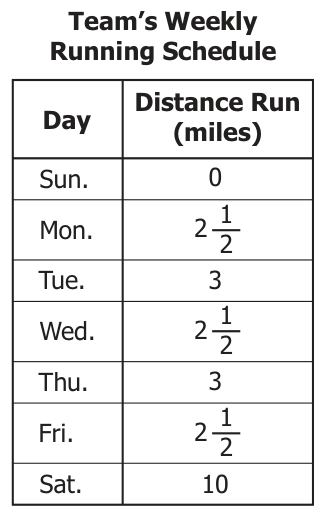 Team’s Weekly
Running Schedule
Day Distance Run
(miles)
Sun. 0
Mon. 2 1/2
Tue. 3
Wed. 2 1/2
Thu. 3
Fri. 2 1/2
Sat. 10